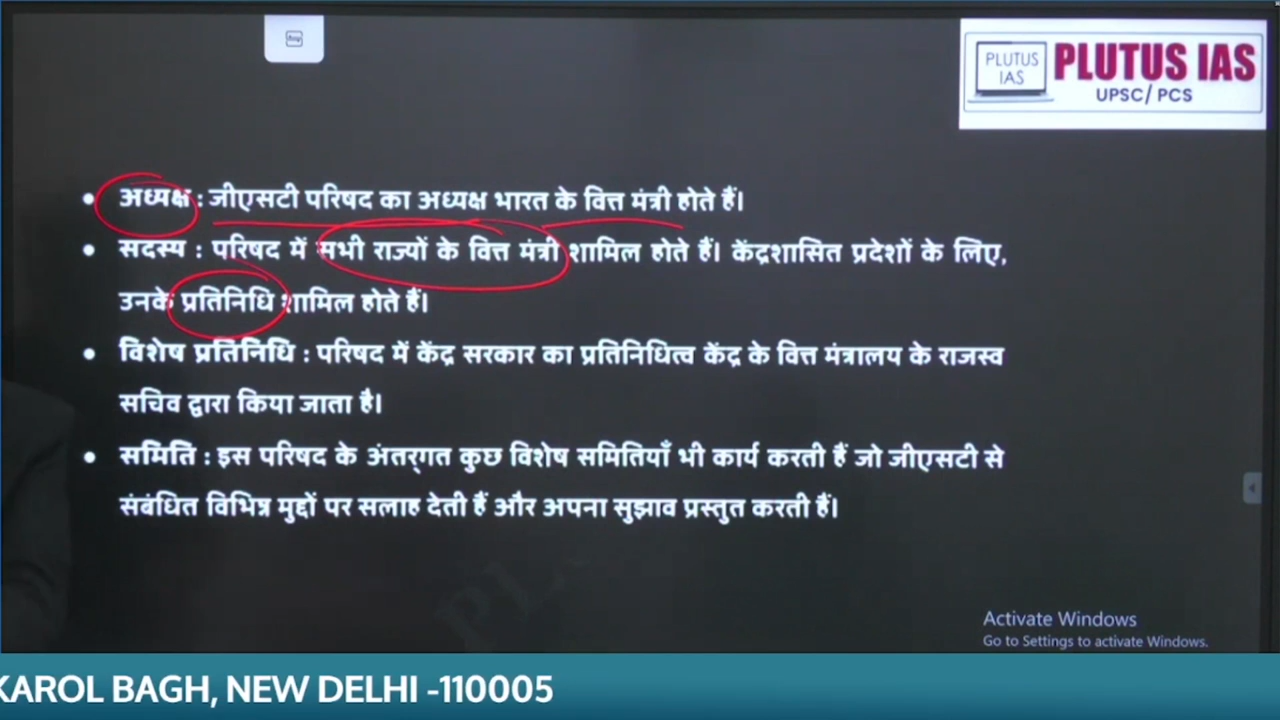 PLUTUS IAS
PLUTUS IAS
UPSC/ PCS
• अध्यक्ष : जीएसटी परिषद का अध्यक्ष भारत के वित्त मंत्री होते हैं।
• सदस्य : परिषद में सभी राज्यों के वित्त मंत्री शामिल होते हैं। केंद्रशासित प्रदेशों के लिए,
उनके प्रतिनिधि शामिल होते हैं।
• विशेष प्रतिनिधि : परिषद में केंद्र सरकार का प्रतिनिधित्व केंद्र के वित्त मंत्रालय के राजस्व
सचिव द्वारा किया जाता है।
• समिति : इस परिषद के अंतर्गत कुछ विशेष समितियाँ भी कार्य करती हैं जो जीएसटी से
संबंधित विभिन्न मुद्दों पर सलाह देती हैं और अपना सुझाव प्रस्तुत करती हैं।
Activate Windows
Go to Settings to activate Windows.
KAROL BAGH, NEW DELHI -110005